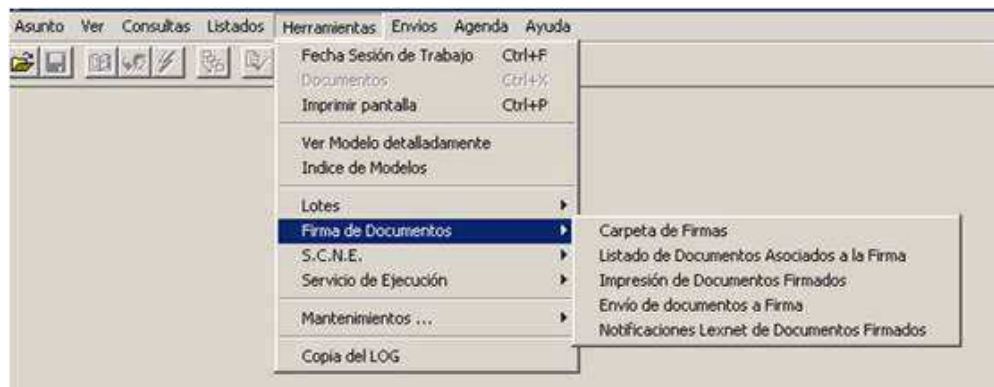 Asunto Ver Consultas Listados Herramientas Envios Agenda Ayuda
Fecha Sesión de Trabajo Ctrl+F
Documentos Ctrl+X
Imprimir pantalla Ctrl+P
Ver Modelo detalladamente
Indice de Modelos
Lotes
Firma de Documentos
Carpeta de Firmas
S.C.N.E.
Listado de Documentos Asociados a la Firma
Servicio de Ejecución
Impresión de Documentos Firmados
Envío de documentos a Firma
Mantenimientos ...
Notificaciones Lexnet de Documentos Firmados
Copia del LOG